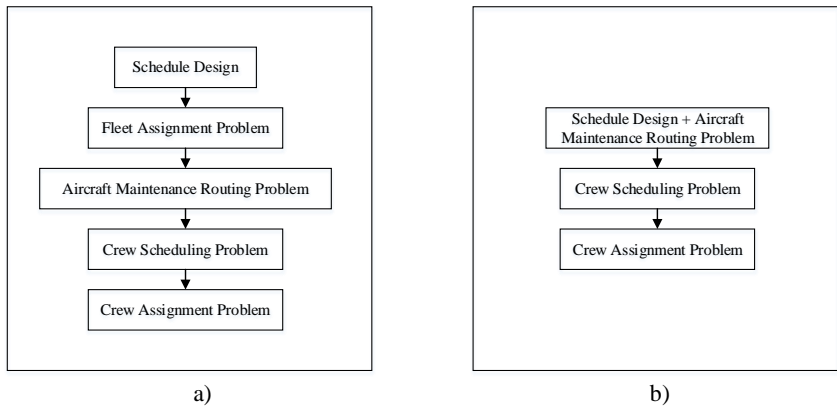 Schedule Design
Fleet Assignment Problem
Aircraft Maintenance Routing Problem
Crew Scheduling Problem
Crew Assignment Problem
a)
Schedule Design + Aircraft
Maintenance Routing Problem
Crew Scheduling Problem
Crew Assignment Problem
b)